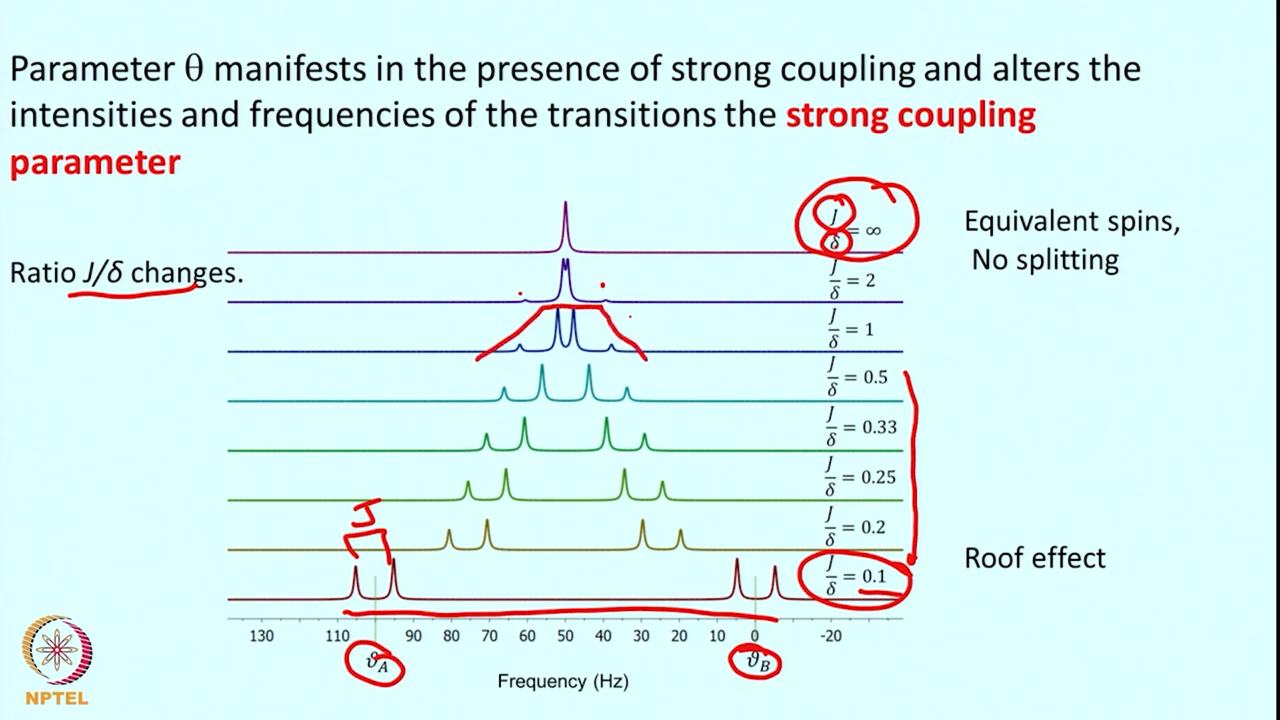 Parameter θ manifests in the presence of strong coupling and alters the
intensities and frequencies of the transitions the strong coupling
parameter
Ratio J/δ changes.
J/δ = ∞
Equivalent spins,
No splitting
J/δ = 2
J/δ = 1
J/δ = 0.5
J/δ = 0.33
J/δ = 0.25
J
J/δ = 0.2
Roof effect
J/δ = 0.1
130 110 90 80 70 60 50 40 30 20 10 0 -20
ϑA ϑB
Frequency (Hz)
NPTEL